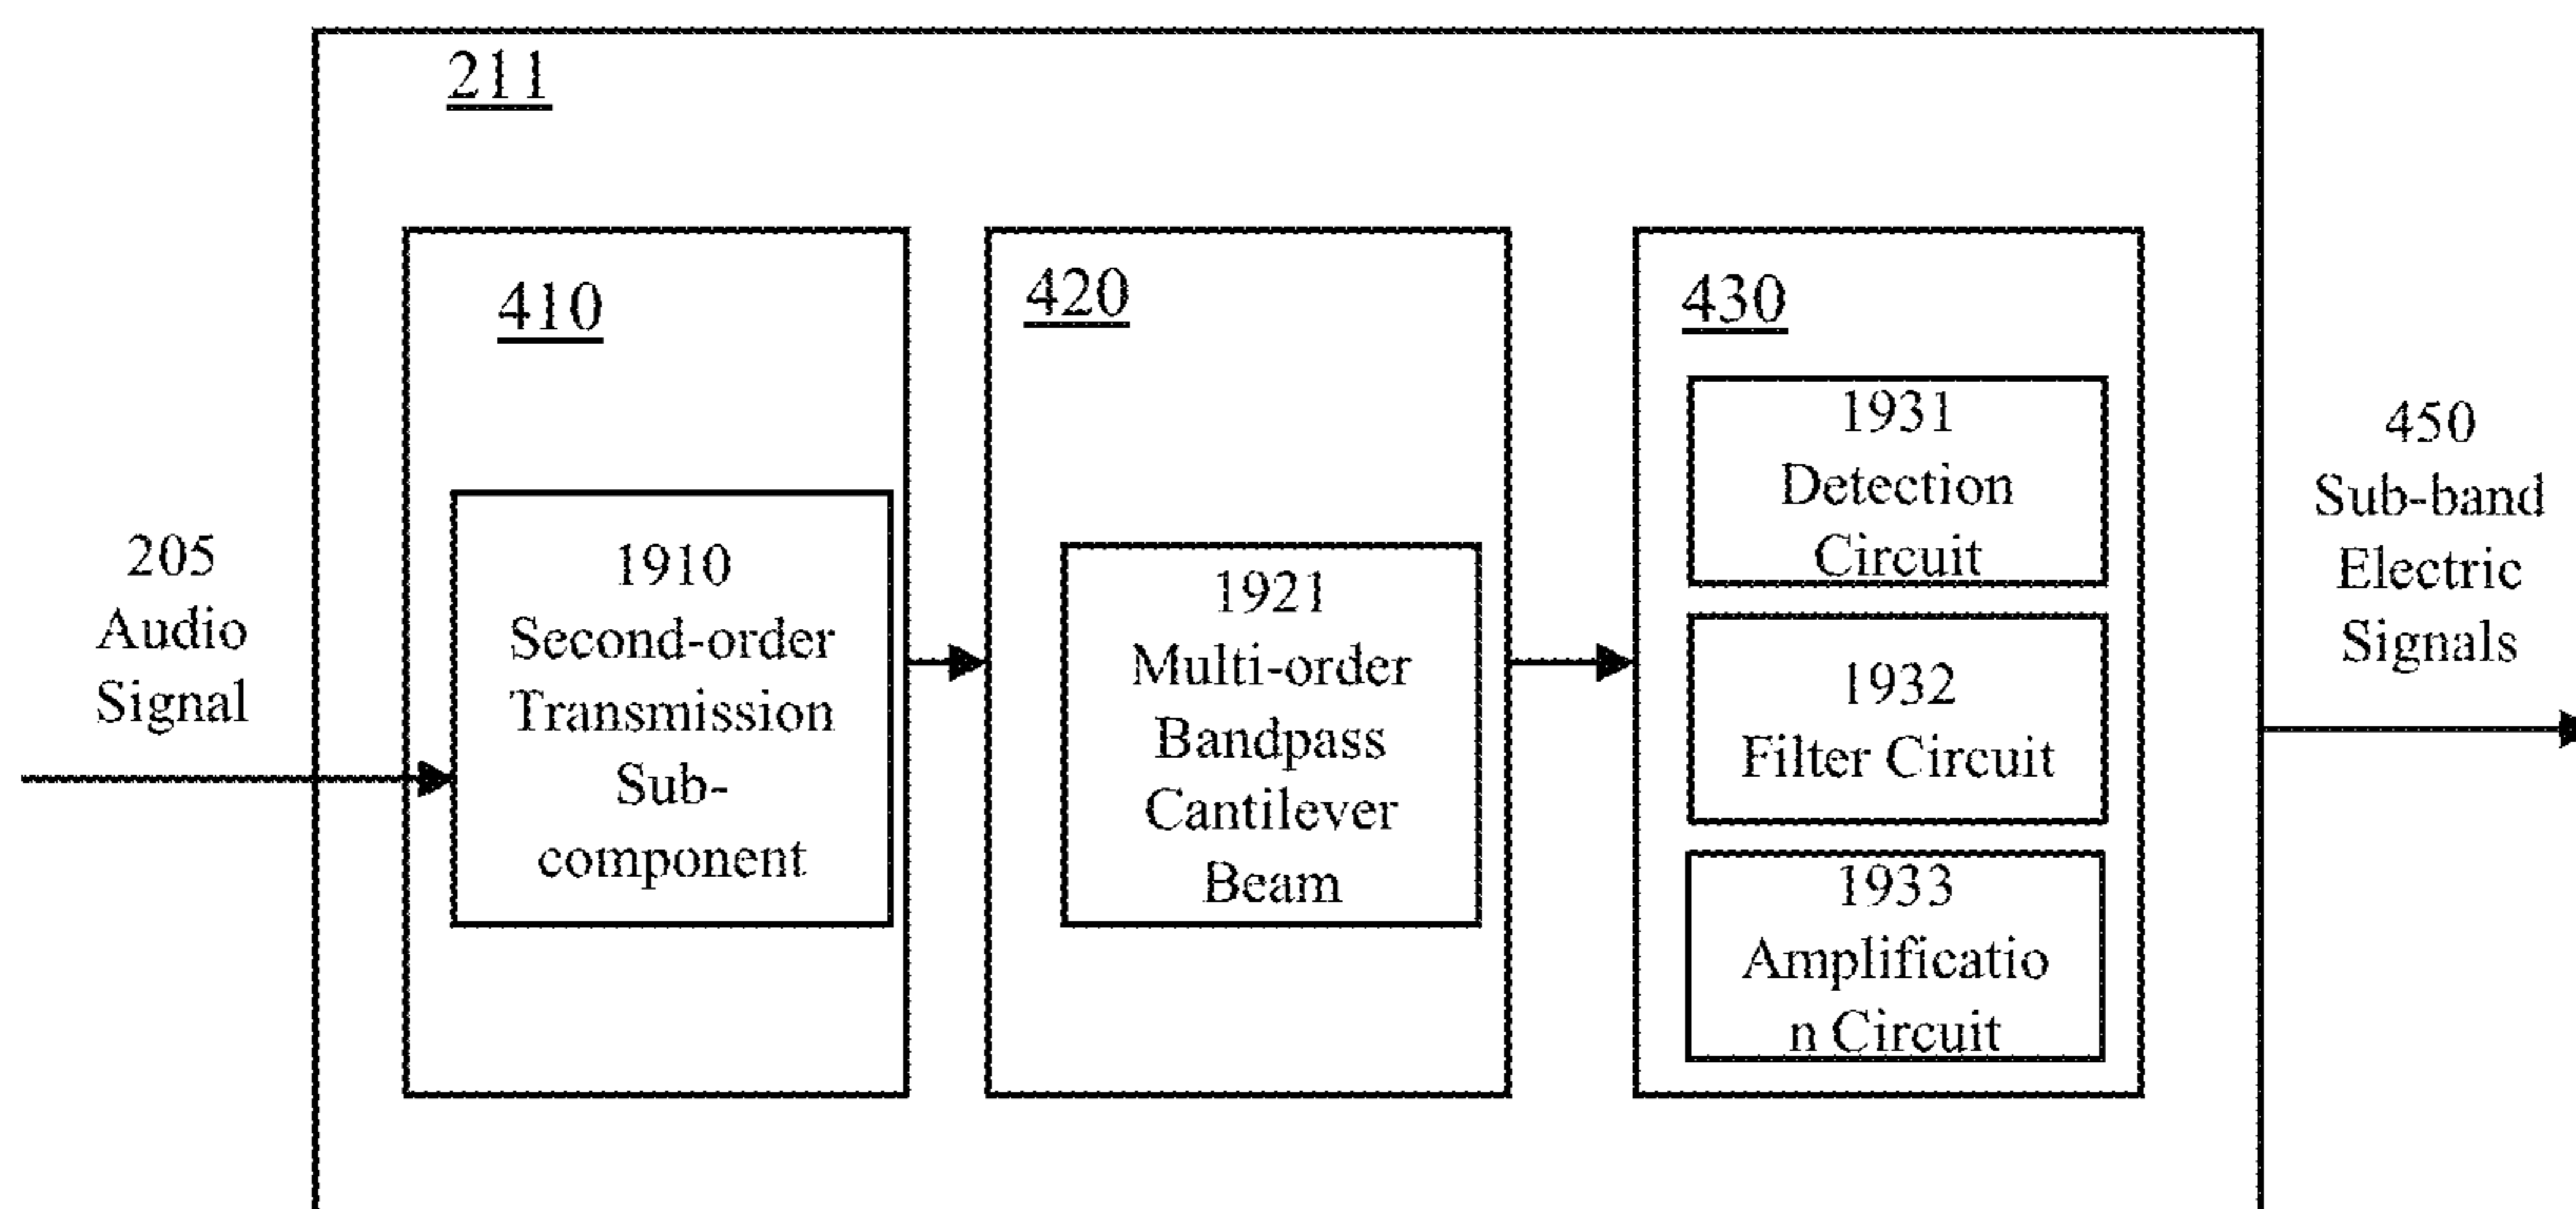 211
205
Audio
Signal
410
1910
Second-order
Transmission
Sub-
component
420
1921
Multi-order
Bandpass
Cantilever
Beam
430
1931
Detection
Circuit
1932
Filter Circuit
1933
Amplificatio
n Circuit
450
Sub-band
Electric
Signals